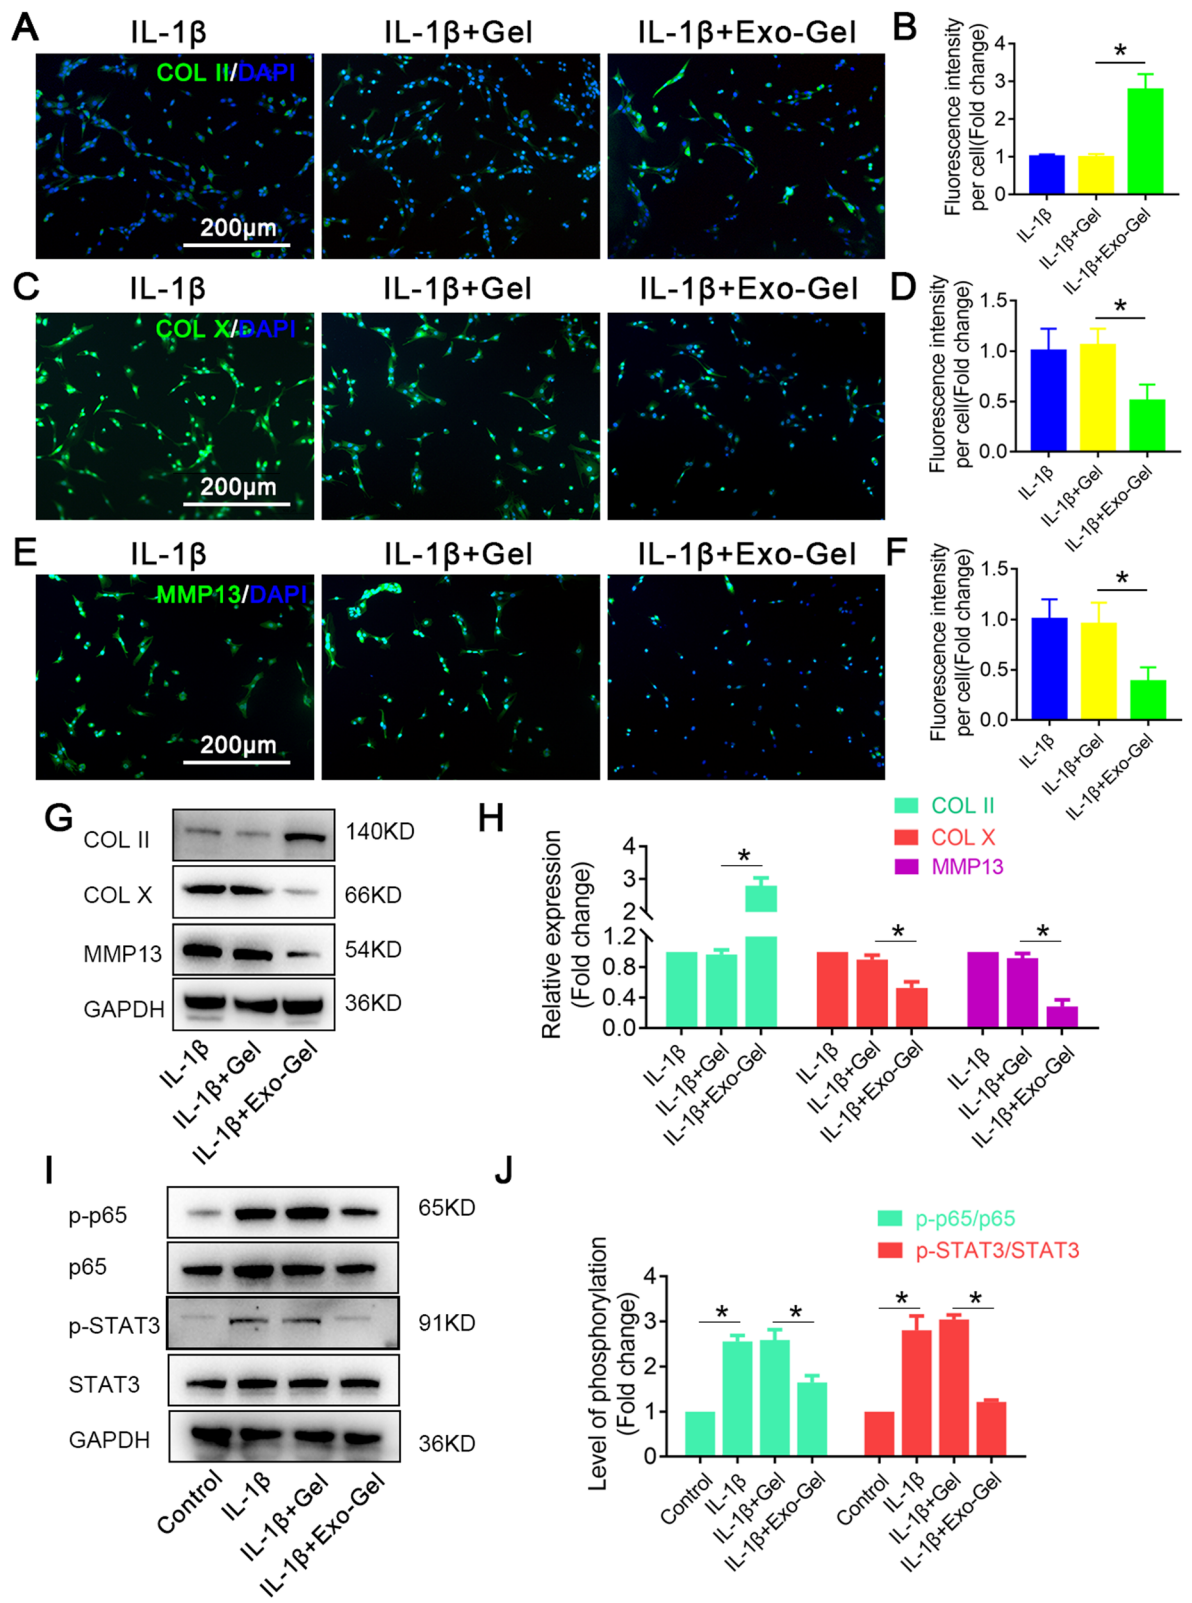 A
IL-1β
IL-1β+Gel
IL-1β+Exo-Gel
COL II/DAPI
200μm
B
Fluorescence intensity
per cell(Fold change)
4
3
2
1
0
*
IL-1β
IL-1β+Gel
IL-1β+Exo-Gel
C
IL-1β
IL-1β+Gel
IL-1β+Exo-Gel
COL X/DAPI
200μm
D
Fluorescence intensity
per cell(Fold change)
1.5
1.0
0.5
0.0
*
IL-1β
IL-1β+Gel
IL-1β+Exo-Gel
E
IL-1β
IL-1β+Gel
IL-1β+Exo-Gel
MMP13/DAPI
200μm
F
Fluorescence intensity
per cell(Fold change)
1.5
1.0
0.5
0.0
*
IL-1β
IL-1β+Gel
IL-1β+Exo-Gel
G
COL II 140KD
COL X 66KD
MMP13 54KD
GAPDH 36KD
IL-1β
IL-1β+Gel
IL-1β+Exo-Gel
H
COL II
COL X
MMP13
Relative expression
(Fold change)
4
3
2
1.2
0.8
0.4
0.0
*
*
*
IL-1β
IL-1β+Gel
IL-1β+Exo-Gel
IL-1β
IL-1β+Gel
IL-1β+Exo-Gel
IL-1β
IL-1β+Gel
IL-1β+Exo-Gel
I
p-p65 65KD
p65
p-STAT3 91KD
STAT3
GAPDH 36KD
Control
IL-1β
IL-1β+Gel
IL-1β+Exo-Gel
J
p-p65/p65
p-STAT3/STAT3
Level of phosphorylation
(Fold change)
4
3
2
1
0
*
*
*
*
Control
IL-1β
IL-1β+Gel
IL-1β+Exo-Gel
Control
IL-1β
IL-1β+Gel
IL-1β+Exo-Gel